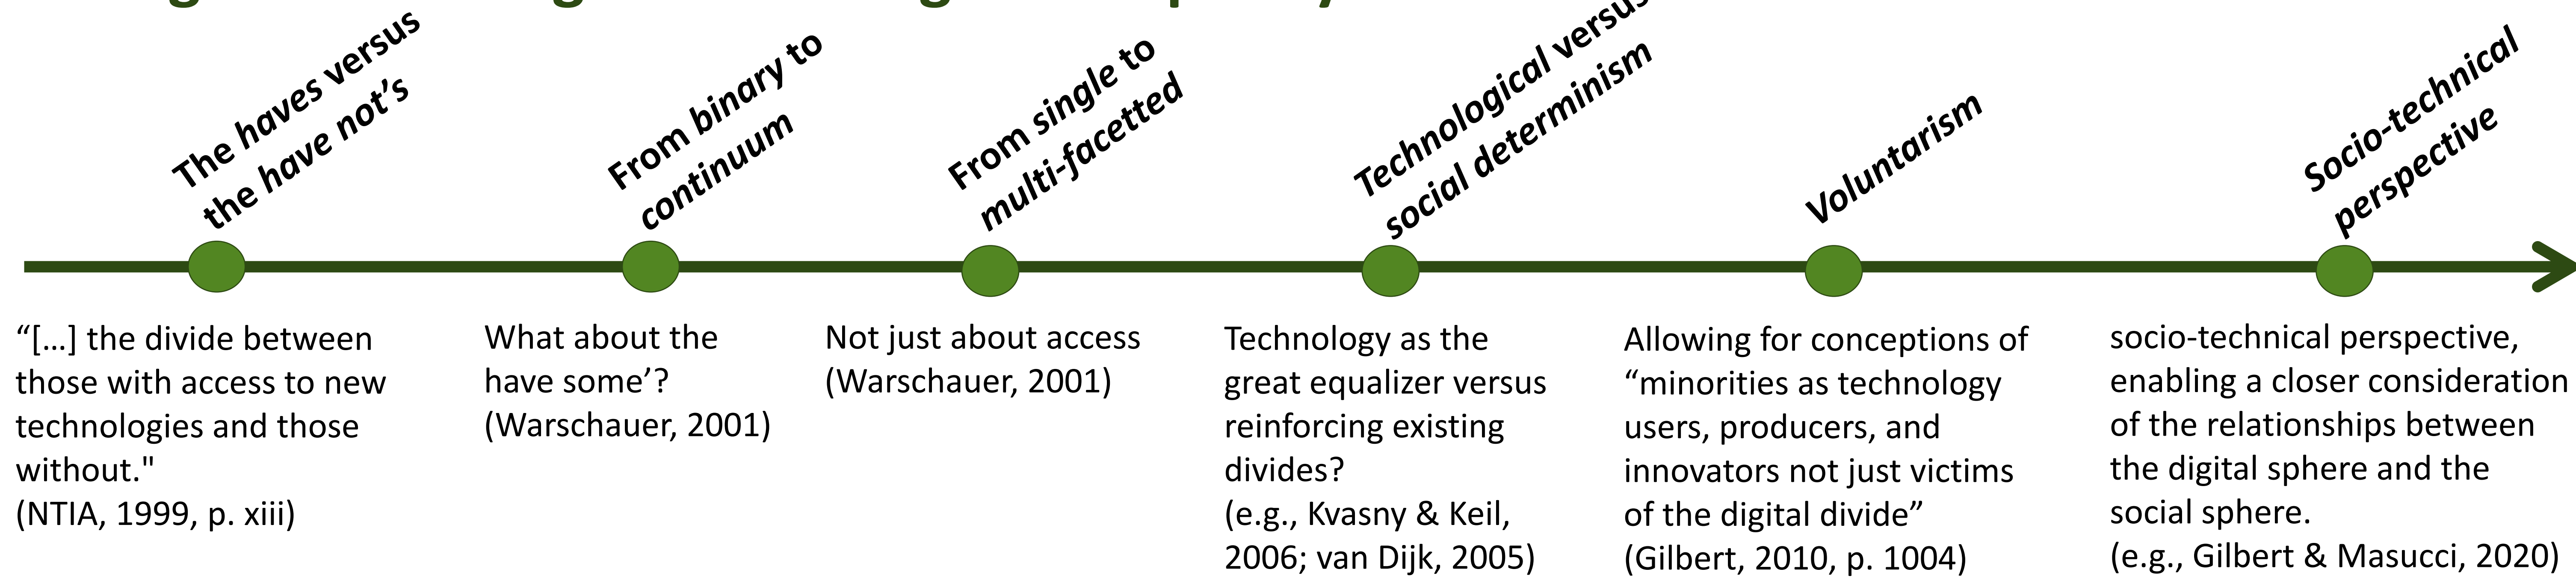 The haves versus
the have not’s
From binary to
continuum
From single to
multi-facetted
Technological versus
social determinism
Voluntarism
Socio-technical
perspective
“[…] the divide between
those with access to new
technologies and those
without."
(NTIA, 1999, p. xiii)
What about the
have some’?
(Warschauer, 2001)
Not just about access
(Warschauer, 2001)
Technology as the
great equalizer versus
reinforcing existing
divides?
(e.g., Kvasny & Keil,
2006; van Dijk, 2005)
Allowing for conceptions of
“minorities as technology
users, producers, and
innovators not just victims
of the digital divide”
(Gilbert, 2010, p. 1004)
socio-technical perspective,
enabling a closer consideration
of the relationships between
the digital sphere and the
social sphere.
(e.g., Gilbert & Masucci, 2020)